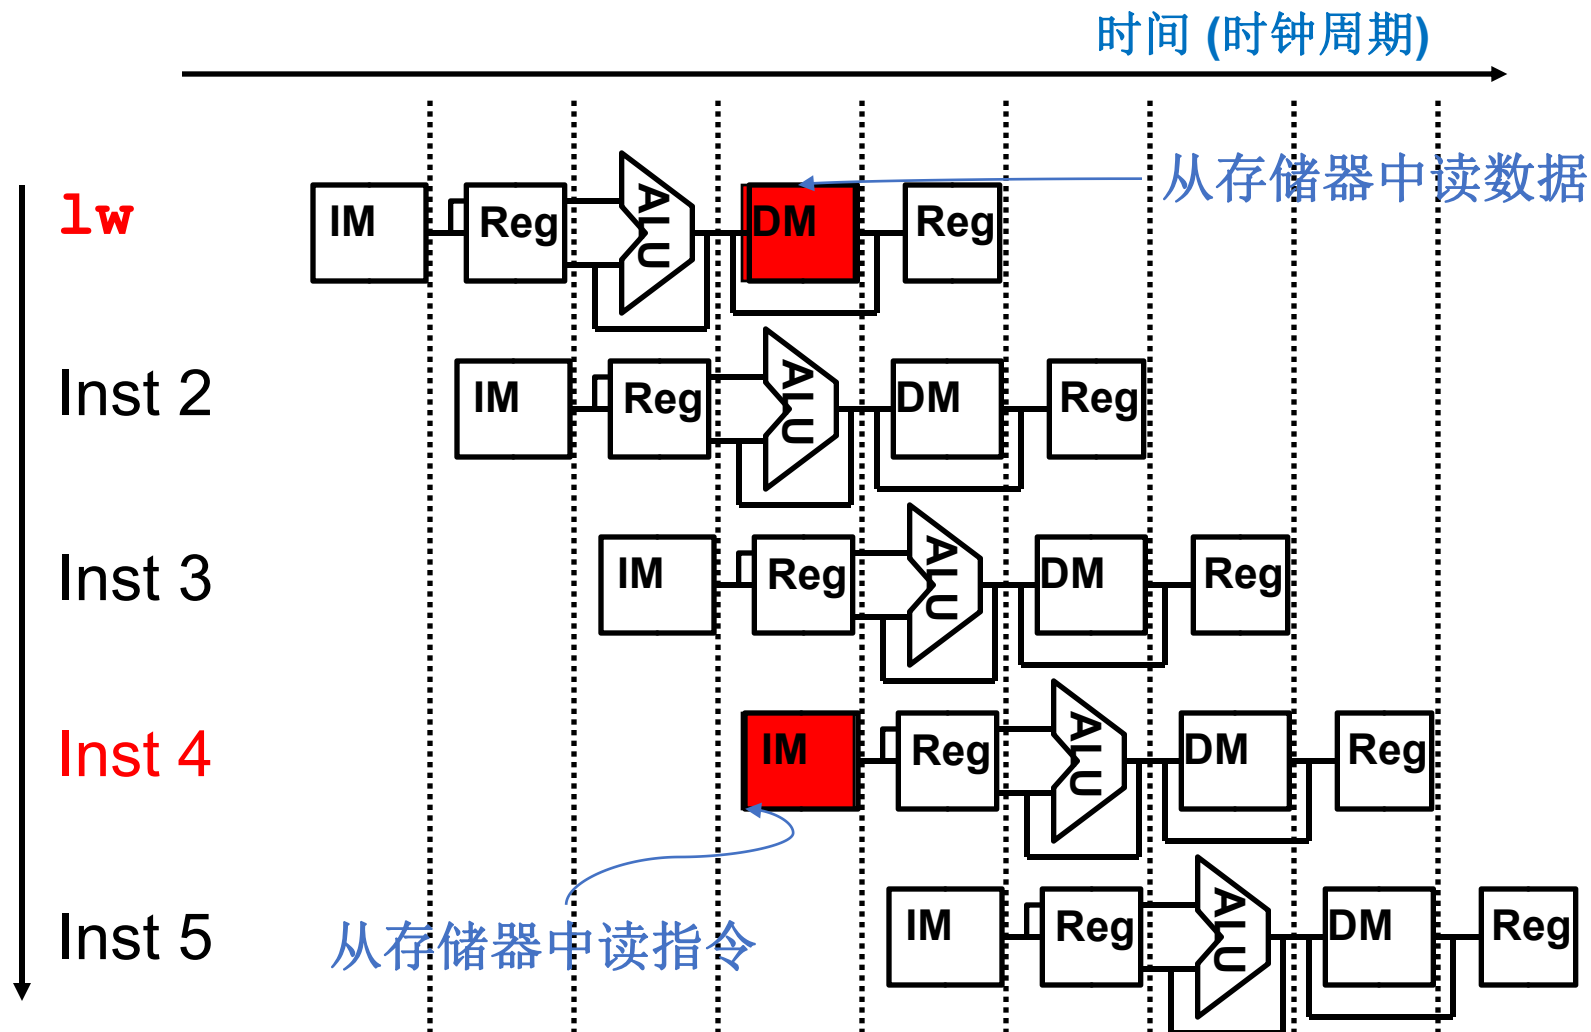 时间 (时钟周期)
从存储器中读数据
lw IM Reg ALU DM Reg
Inst 2 IM Reg ALU DM Reg
Inst 3 IM Reg ALU DM Reg
Inst 4 IM Reg ALU DM Reg
Inst 5 IM Reg ALU DM Reg
从存储器中读指令